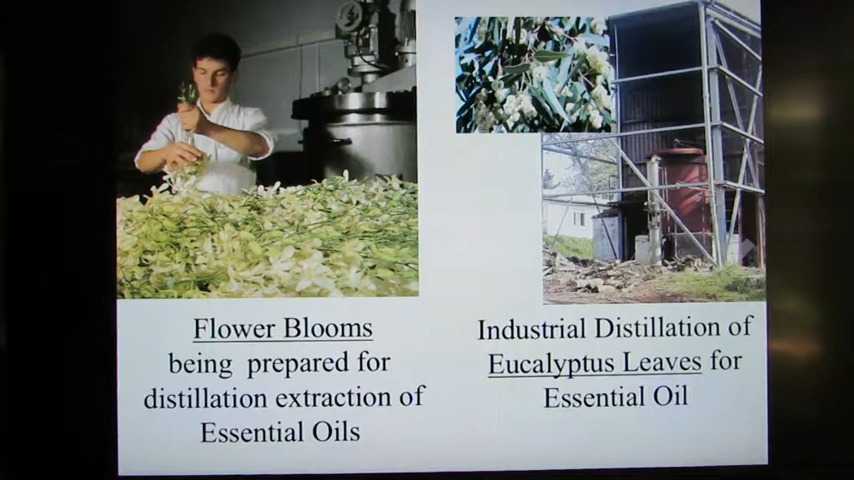 Flower Blooms
being prepared for
distillation extraction of
Essential Oils
Industrial Distillation of
Eucalyptus Leaves for
Essential Oil